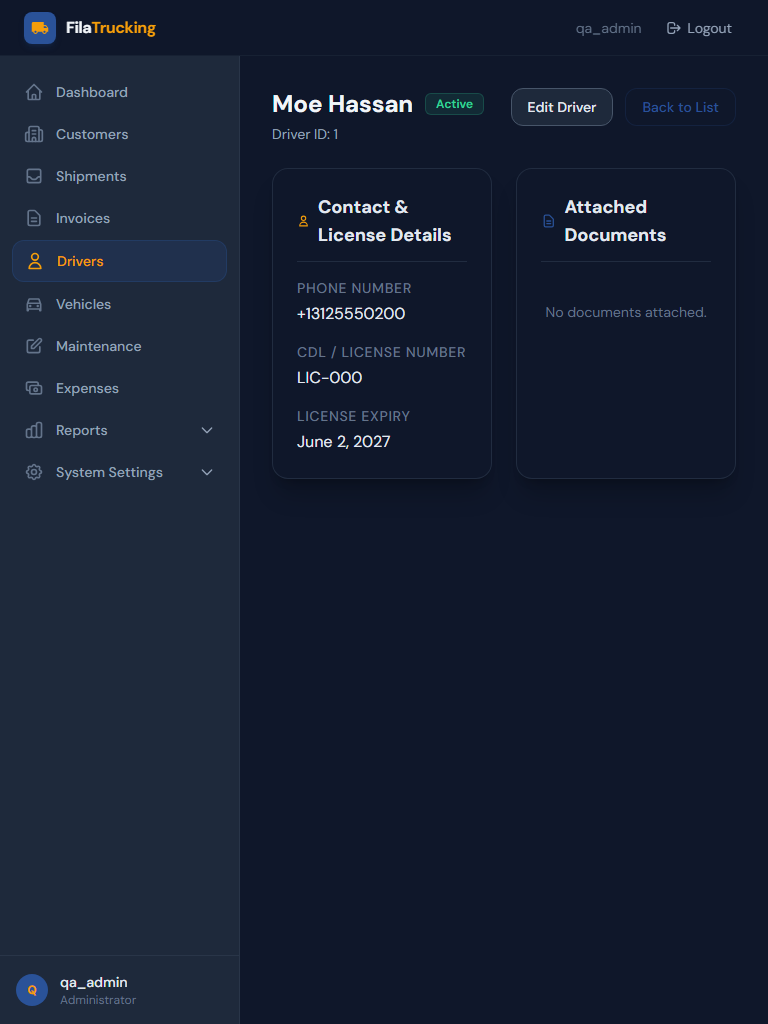 FilaTrucking
qa_admin
Logout
Dashboard
Customers
Shipments
Invoices
Drivers
Vehicles
Maintenance
Expenses
Reports
System Settings
Q
qa_admin
Administrator
Moe Hassan
Active
Edit Driver
Back to List
Driver ID: 1
Contact &
License Details
PHONE NUMBER
+13125550200
CDL / LICENSE NUMBER
LIC-000
LICENSE EXPIRY
June 2, 2027
Attached
Documents
No documents attached.